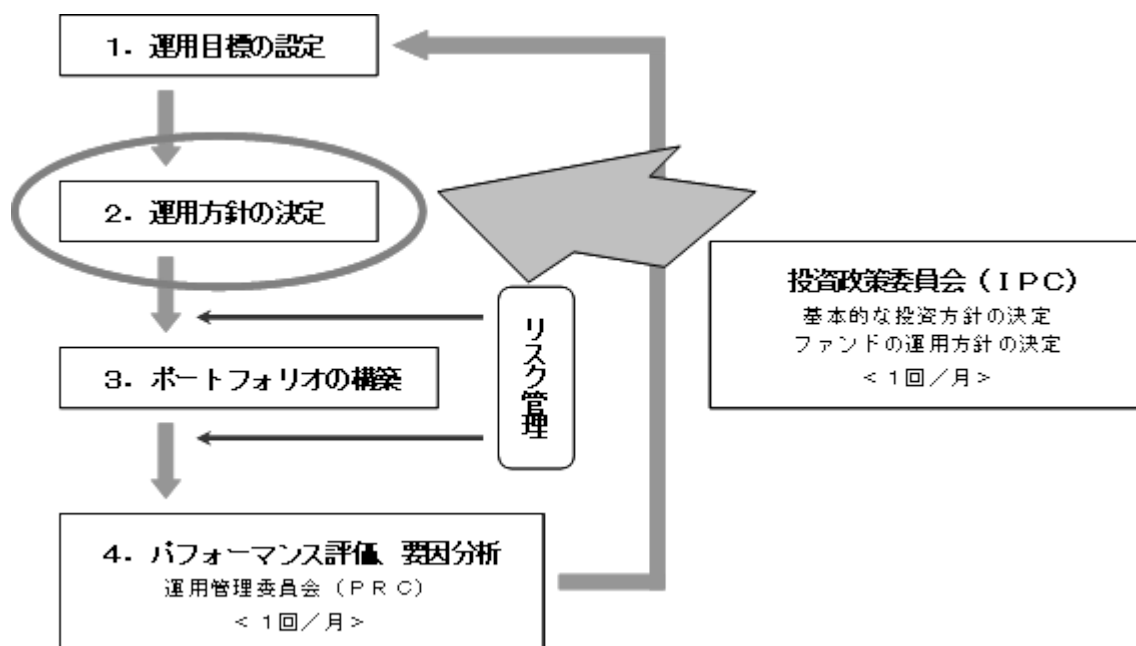 1．運用目標の設定
2．運用方針の決定
投資政策委員会（ＩＰＣ）
基本的な投資方針の決定
ファンドの運用方針の決定
＜１回／月＞
リスク管理
3．ポートフォリオの構築
4．パフォーマンス評価、要因分析
運用管理委員会（ＰＲＣ）
＜１回／月＞